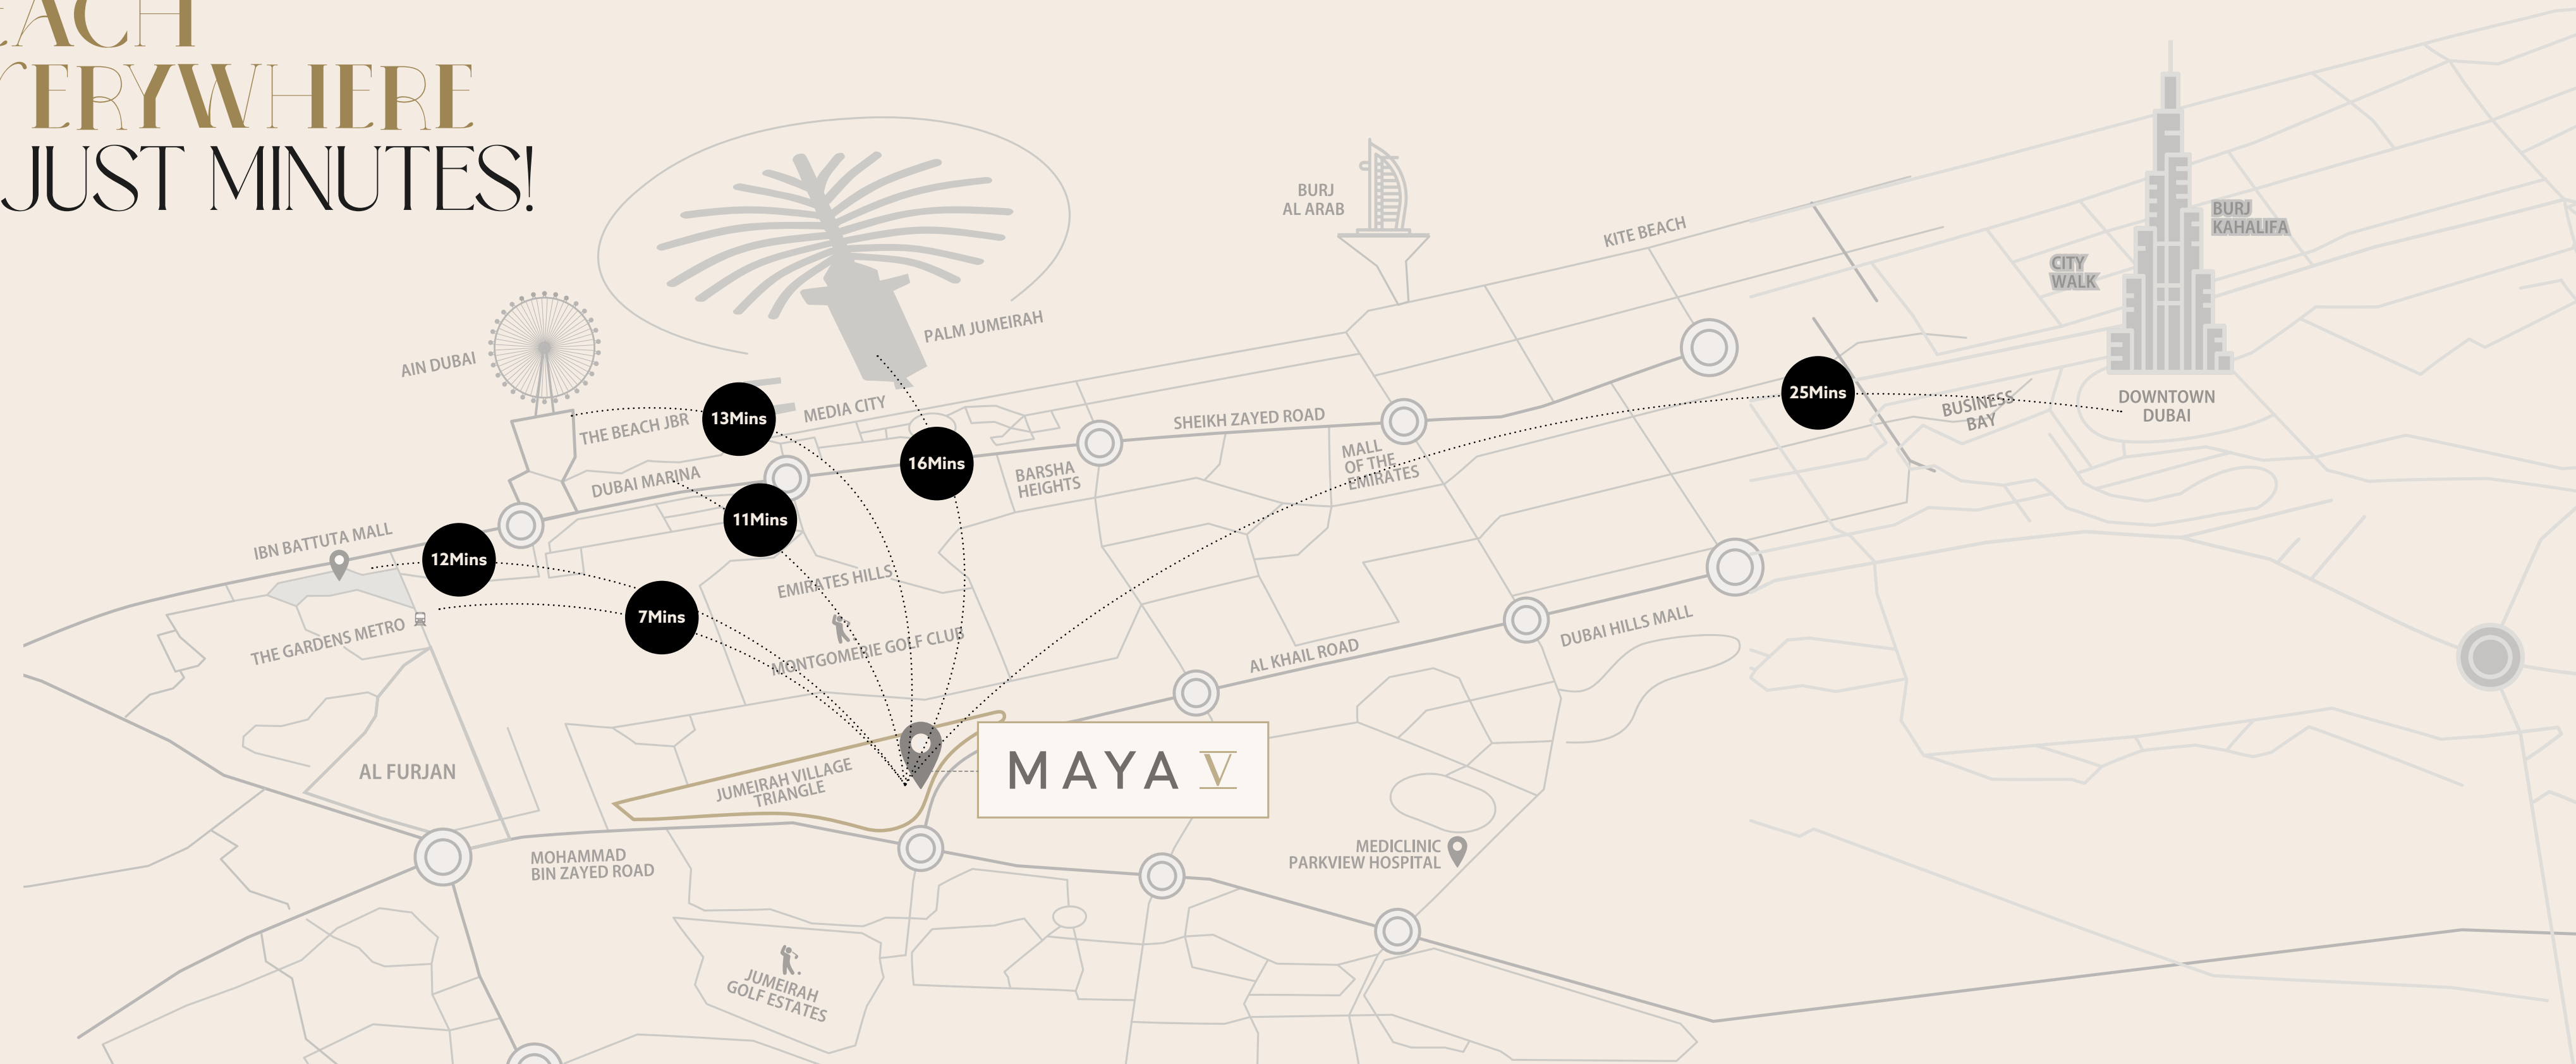 EACH
VERYWHERE
JUST MINUTES!
BURJ
AL ARAB
KITE BEACH
BURJ
KAHALIFA
CITY
WALK
PALM JUMEIRAH
AIN DUBAI
THE BEACH JBR
13Mins
MEDIA CITY
16Mins
SHEIKH ZAYED ROAD
25Mins
BUSINESS
BAY
DOWNTOWN
DUBAI
MALL
OF THE
EMIRATES
BARSHA
HEIGHTS
DUBAI MARINA
11Mins
IBN BATTUTA MALL
12Mins
EMIRATES HILLS
7Mins
THE GARDENS METRO
MONTGOMERIE GOLF CLUB
AL KHAIL ROAD
DUBAI HILLS MALL
AL FURJAN
JUMEIRAH VILLAGE
TRIANGLE
MAYA V
MOHAMMAD
BIN ZAYED ROAD
MEDICLINIC
PARKVIEW HOSPITAL
JUMEIRAH
GOLF ESTATES